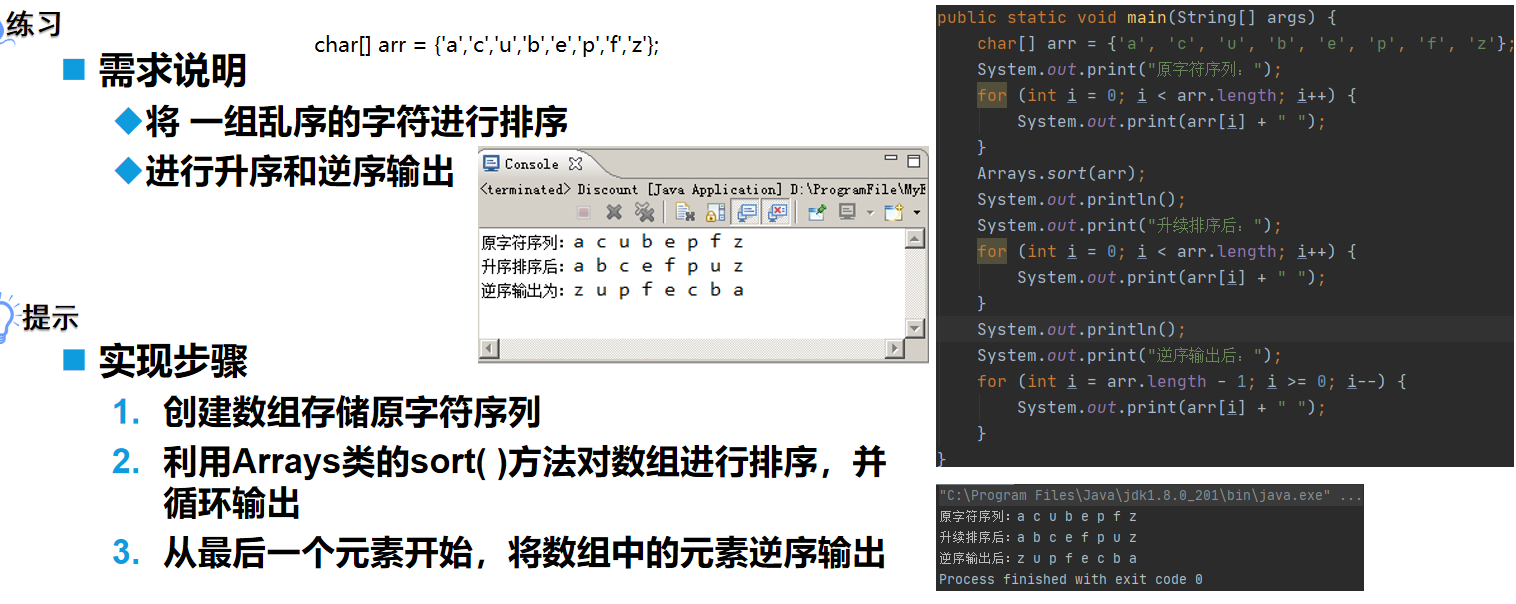 练习
char[] arr = {'a','c','u','b','e','p','f','z'};
■ 需求说明
◆将 一组乱序的字符进行排序
◆进行升序和逆序输出
Console
<terminated> Discount [Java Application] D:\ProgramFile\MyE
原字符序列: a c u b e p f z
升序排序后: a b c e f p u z
逆序输出为: z u p f e c b a
提示
■ 实现步骤
1. 创建数组存储原字符序列
2. 利用Arrays类的sort( )方法对数组进行排序，并
循环输出
3. 从最后一个元素开始，将数组中的元素逆序输出
public static void main(String[] args) {
char[] arr = {'a', 'c', 'u', 'b', 'e', 'p', 'f', 'z'};
System.out.print("原字符序列：");
for (int i = 0; i < arr.length; i++) {
System.out.print(arr[i] + " ");
}
Arrays.sort(arr);
System.out.println();
System.out.print("升续排序后：");
for (int i = 0; i < arr.length; i++) {
System.out.print(arr[i] + " ");
}
System.out.println();
System.out.print("逆序输出后：");
for (int i = arr.length - 1; i >= 0; i--) {
System.out.print(arr[i] + " ");
}
}
"C:\Program Files\Java\jdk1.8.0_201\bin\java.exe" ...
原字符序列：a c u b e p f z
升续排序后：a b c e f p u z
逆序输出后：z u p f e c b a
Process finished with exit code 0